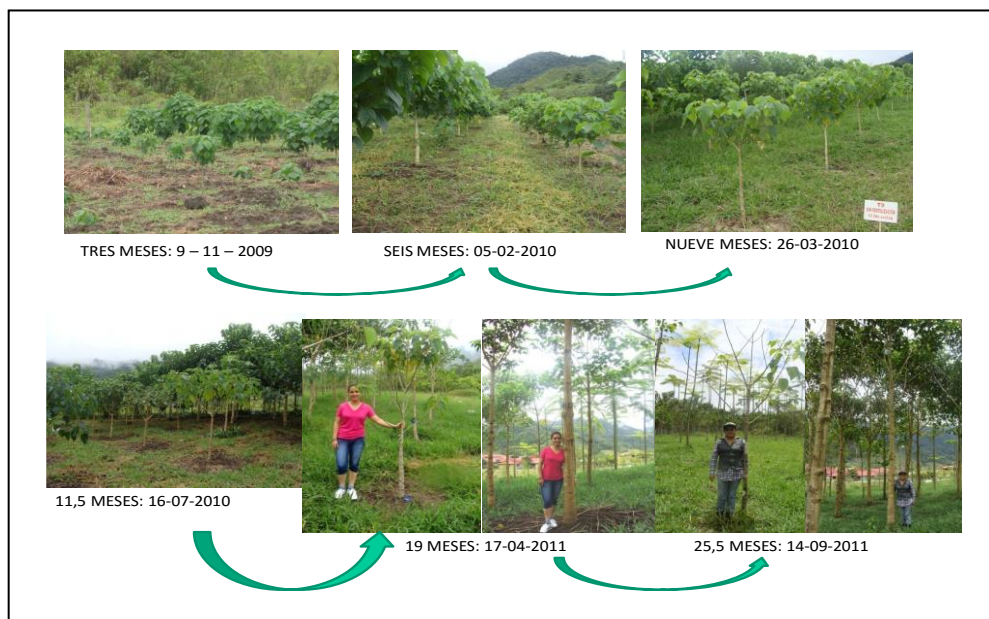 TRES MESES: 9 – 11 – 2009
SEIS MESES: 05-02-2010
NUEVE MESES: 26-03-2010
11,5 MESES: 16-07-2010
19 MESES: 17-04-2011
25,5 MESES: 14-09-2011